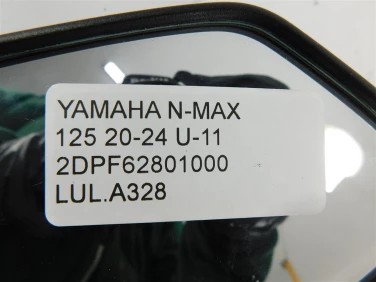 YAMAHA N-MAX
125 20-24 U-11
2DPF62801000
LUL.A328